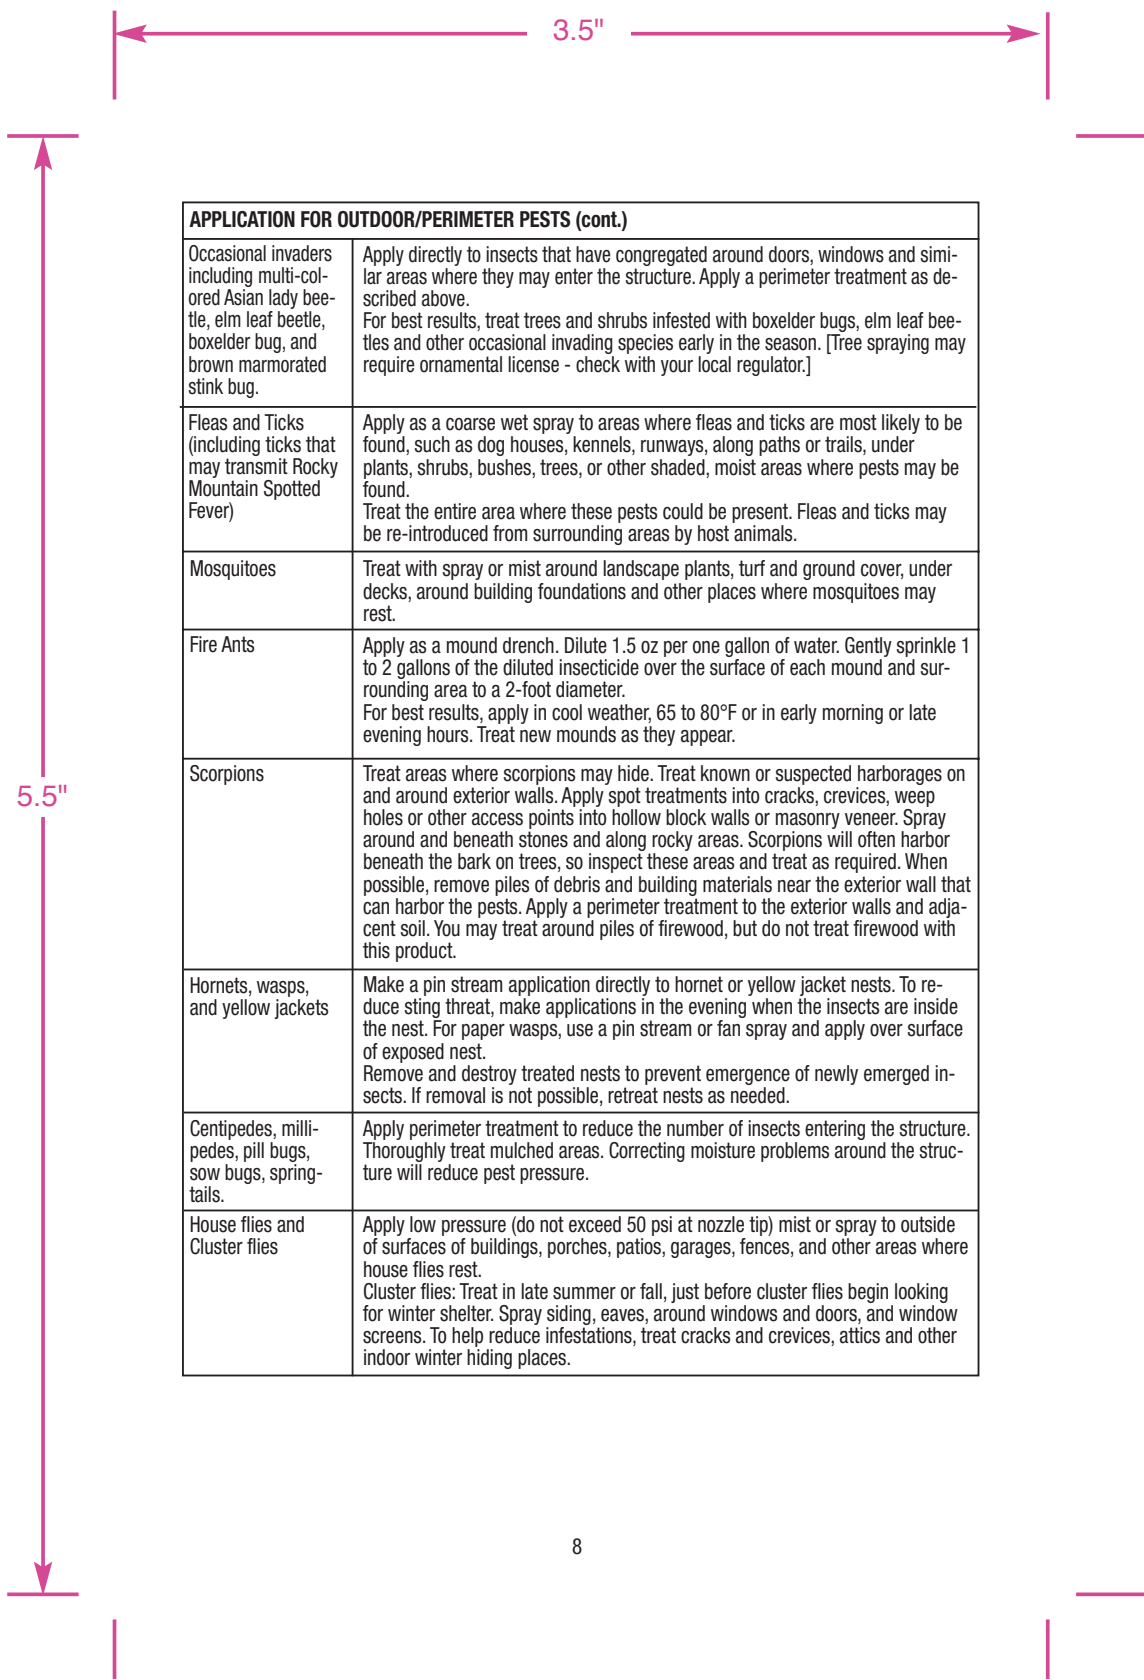 3.5"
5.5"
APPLICATION FOR OUTDOOR/PERIMETER PESTS (cont.)
Occasional invaders
including multi-col-
ored Asian lady bee-
tle, elm leaf beetle,
boxelder bug, and
brown marmorated
stink bug.
Apply directly to insects that have congregated around doors, windows and simi-
lar areas where they may enter the structure. Apply a perimeter treatment as de-
scribed above.
For best results, treat trees and shrubs infested with boxelder bugs, elm leaf bee-
tles and other occasional invading species early in the season. [Tree spraying may
require ornamental license - check with your local regulator.]
Fleas and Ticks
(including ticks that
may transmit Rocky
Mountain Spotted
Fever)
Apply as a coarse wet spray to areas where fleas and ticks are most likely to be
found, such as dog houses, kennels, runways, along paths or trails, under
plants, shrubs, bushes, trees, or other shaded, moist areas where pests may be
found.
Treat the entire area where these pests could be present. Fleas and ticks may
be re-introduced from surrounding areas by host animals.
Mosquitoes
Treat with spray or mist around landscape plants, turf and ground cover, under
decks, around building foundations and other places where mosquitoes may
rest.
Fire Ants
Apply as a mound drench. Dilute 1.5 oz per one gallon of water. Gently sprinkle 1
to 2 gallons of the diluted insecticide over the surface of each mound and sur-
rounding area to a 2-foot diameter.
For best results, apply in cool weather, 65 to 80°F or in early morning or late
evening hours. Treat new mounds as they appear.
Scorpions
Treat areas where scorpions may hide. Treat known or suspected harborages on
and around exterior walls. Apply spot treatments into cracks, crevices, weep
holes or other access points into hollow block walls or masonry veneer. Spray
around and beneath stones and along rocky areas. Scorpions will often harbor
beneath the bark on trees, so inspect these areas and treat as required. When
possible, remove piles of debris and building materials near the exterior wall that
can harbor the pests. Apply a perimeter treatment to the exterior walls and adja-
cent soil. You may treat around piles of firewood, but do not treat firewood with
this product.
Hornets, wasps,
and yellow jackets
Make a pin stream application directly to hornet or yellow jacket nests. To re-
duce sting threat, make applications in the evening when the insects are inside
the nest. For paper wasps, use a pin stream or fan spray and apply over surface
of exposed nest.
Remove and destroy treated nests to prevent emergence of newly emerged in-
sects. If removal is not possible, retreat nests as needed.
Centipedes, milli-
pedes, pill bugs,
sow bugs, spring-
tails.
Apply perimeter treatment to reduce the number of insects entering the structure.
Thoroughly treat mulched areas. Correcting moisture problems around the struc-
ture will reduce pest pressure.
House flies and
Cluster flies
Apply low pressure (do not exceed 50 psi at nozzle tip) mist or spray to outside
of surfaces of buildings, porches, patios, garages, fences, and other areas where
house flies rest.
Cluster flies: Treat in late summer or fall, just before cluster flies begin looking
for winter shelter. Spray siding, eaves, around windows and doors, and window
screens. To help reduce infestations, treat cracks and crevices, attics and other
indoor winter hiding places.
8